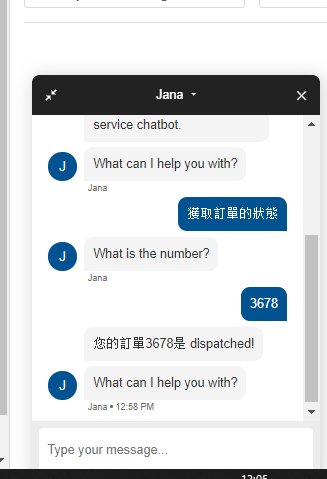 Jana
service chatbot.
J
What can I help you with?
Jana
獲取訂單的狀態
J
What is the number?
Jana
3678
您的訂單3678是 dispatched!
J
What can I help you with?
Jana • 12:58 PM
Type your message...